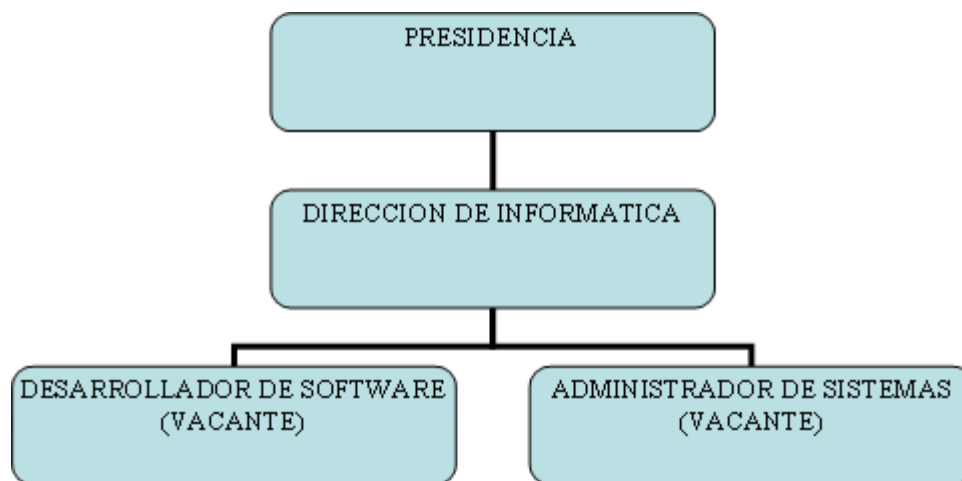 PRESIDENCIA
DIRECCION DE INFORMATICA
DESARROLLADOR DE SOFTWARE
(VACANTE)
ADMINISTRADOR DE SISTEMAS
(VACANTE)